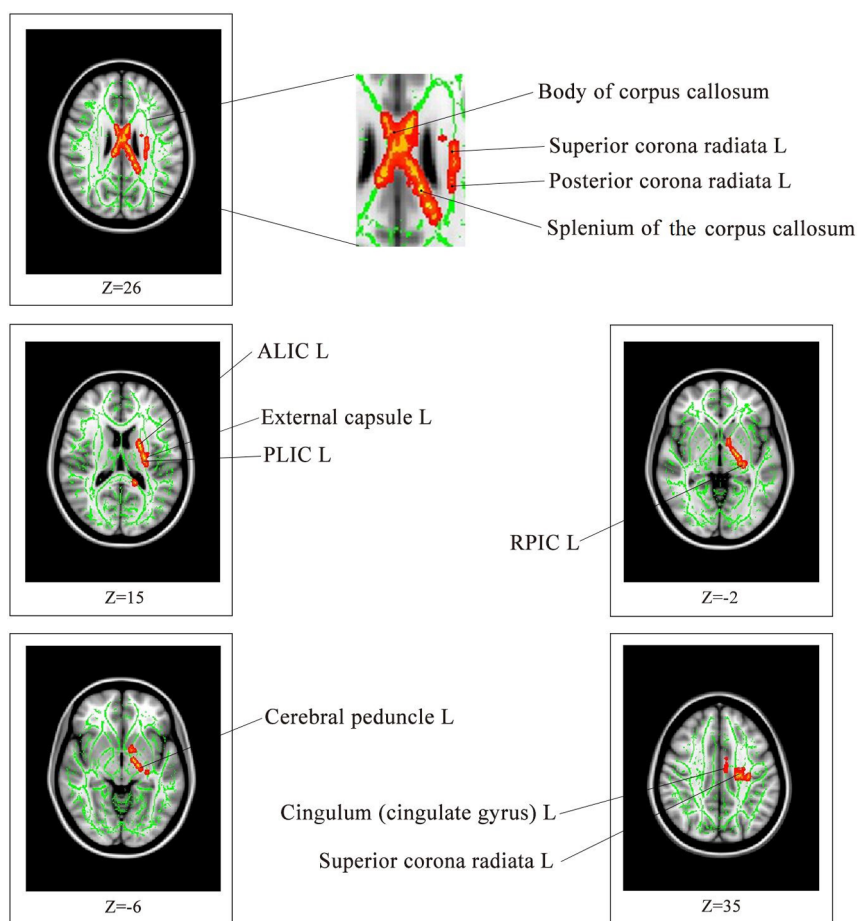 Body of corpus callosum
Superior corona radiata L
Posterior corona radiata L
Splenium of the corpus callosum
Z=26
ALIC L
External capsule L
PLIC L
Z=15
RPIC L
Z=-2
Cerebral peduncle L
Z=-6
Cingulum (cingulate gyrus) L
Superior corona radiata L
Z=35